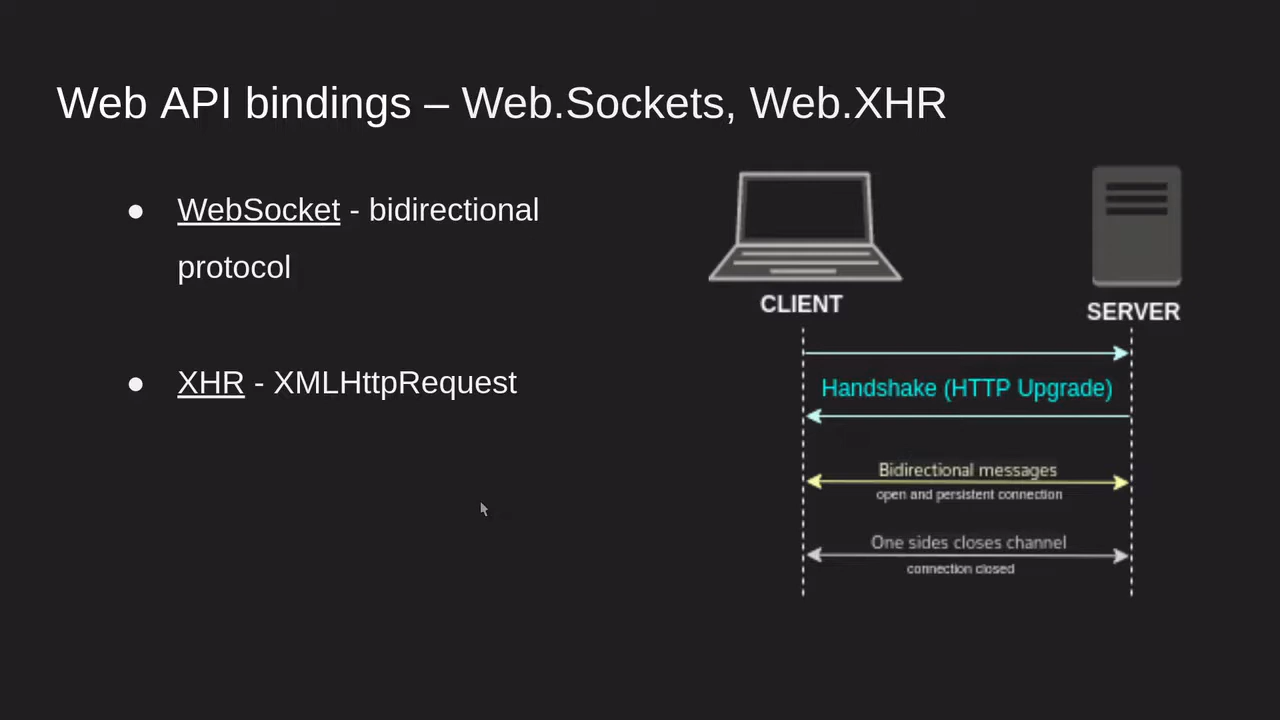 Web API bindings – Web.Sockets, Web.XHR
● WebSocket - bidirectional
protocol
● XHR - XMLHttpRequest
CLIENT
SERVER
Handshake (HTTP Upgrade)
Bidirectional messages
open and persistent connection
One sides closes channel
connection closed